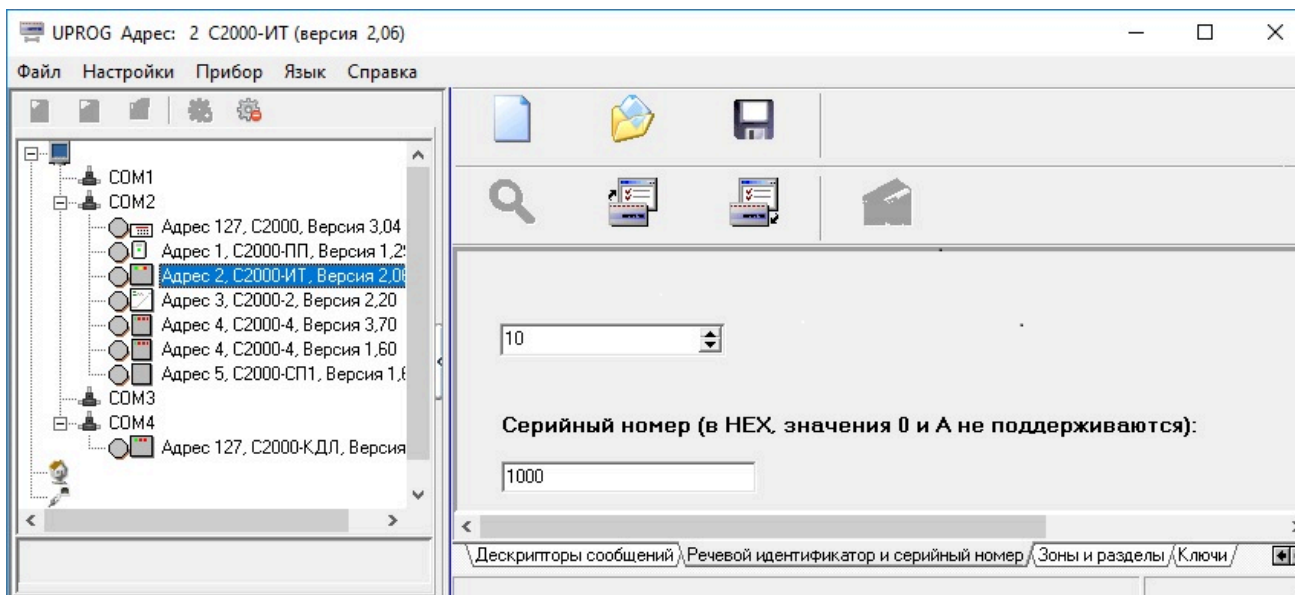 UPROG Адрес: 2 С2000-ИТ (версия 2,06)
Файл Настройки Прибор Язык Справка
COM1
COM2
Адрес 127, С2000, Версия 3,04
Адрес 1, С2000-ПП, Версия 1,2
Адрес 2, С2000-ИТ, Версия 2,06
Адрес 3, С2000-2, Версия 2,20
Адрес 4, С2000-4, Версия 3,70
Адрес 4, С2000-4, Версия 1,60
Адрес 5, С2000-СП1, Версия 1,6
COM3
COM4
Адрес 127, С2000-КДЛ, Версия
10
Серийный номер (в HEX, значения 0 и А не поддерживаются):
1000
Дескрипторы сообщений Речевой идентификатор и серийный номер Зоны и разделы Ключи